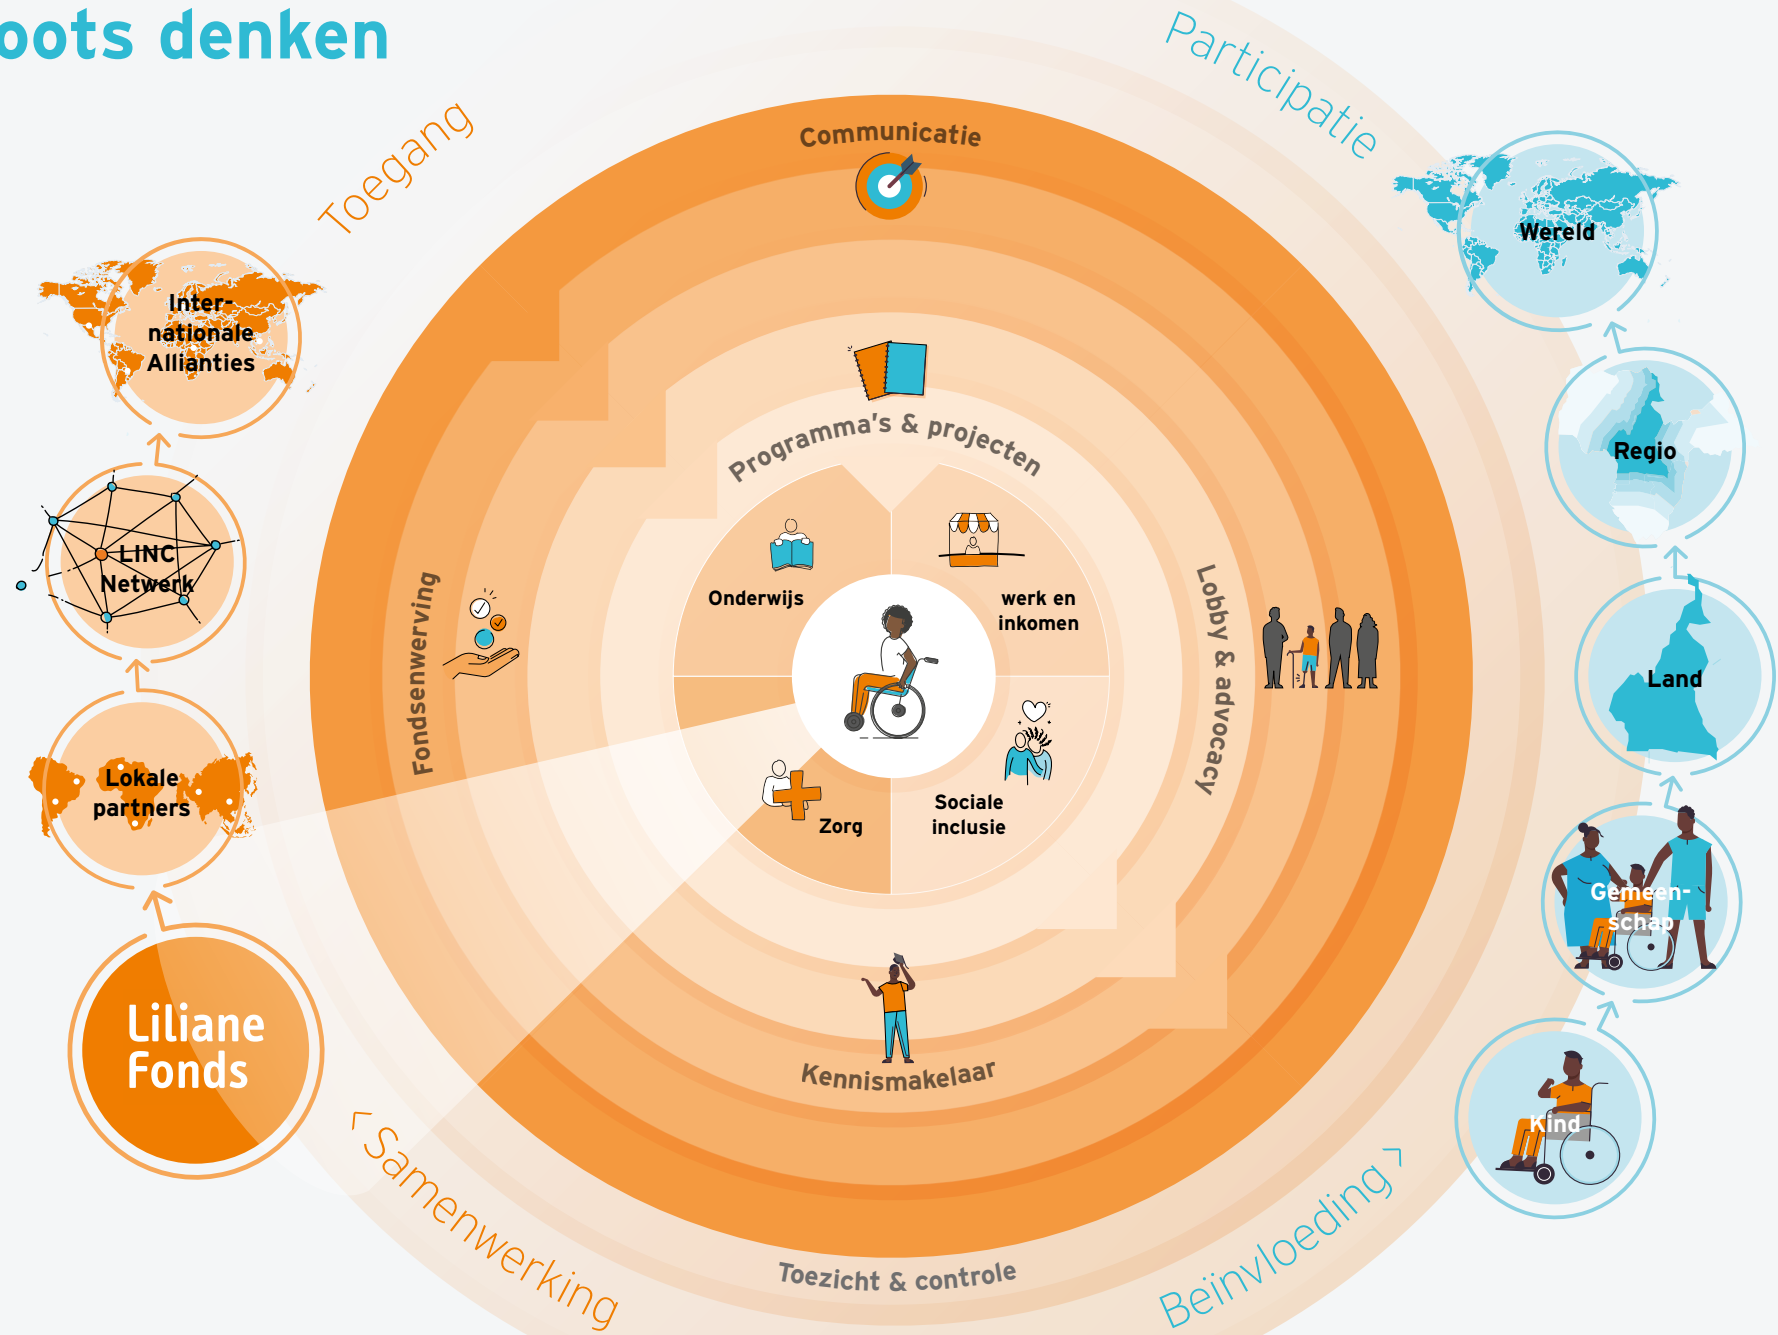 oots denken
Toegang
Participatie
Communicatie
Inter-
nationale
Allianties
LINC
Netwerk
Lokale
partners
Liliane
Fonds
Fondsenwerving
Programma's & projecten
Onderwijs
werk en
inkomen
Zorg
Sociale
inclusie
Lobby & advocacy
Kennismakelaar
Toezicht & controle
< Samenwerking
Beïnvloeding >
Wereld
Regio
Land
Gemeen-
schap
Kind